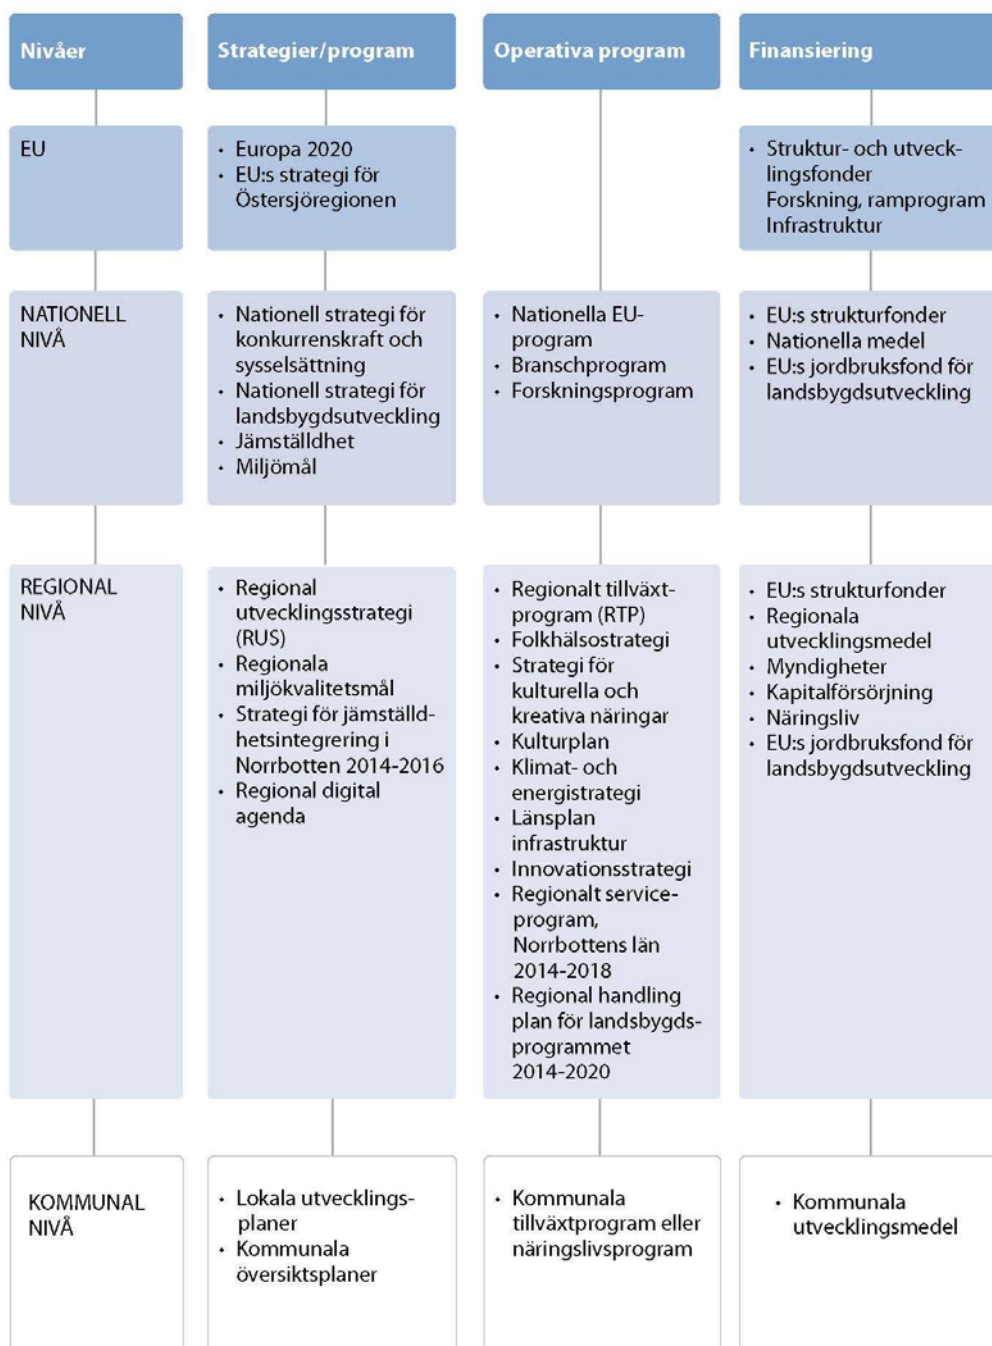 Nivåer
Strategier/program
Operativa program
Finansiering
EU
• Europa 2020
• EU:s strategi för
Östersjöregionen
• Struktur- och utveck-
lingsfonder
Forskning, ramprogram
Infrastruktur
NATIONELL
NIVÅ
• Nationell strategi för
konkurrenskraft och
sysselsättning
• Nationell strategi för
landsbygdsutveckling
• Jämställdhet
• Miljömål
• Nationella EU-
program
• Branschprogram
• Forskningsprogram
• EU:s strukturfonder
• Nationella medel
• EU:s jordbruksfond för
landsbygdsutveckling
REGIONAL
NIVÅ
• Regional
utvecklingsstrategi
(RUS)
• Regionala
miljökvalitetsmål
• Strategi för jämställd-
hetsintegrering i
Norrbotten 2014-2016
• Regional digital
agenda
• Regionalt tillväxt-
program (RTP)
• Folkhälsostrategi
• Strategi för
kulturella och
kreativa näringar
• Kulturplan
• Klimat- och
energistrategi
• Länsplan
infrastruktur
• Innovationsstrategi
• Regionalt service-
program,
Norrbottens län
2014-2018
• Regional handling
plan för landsbygds-
programmet
2014-2020
• EU:s strukturfonder
• Regionala
utvecklingsmedel
• Myndigheter
• Kapitalförsörjning
• Näringsliv
• EU:s jordbruksfond för
landsbygdsutveckling
KOMMUNAL
NIVÅ
• Lokala utvecklings-
planer
• Kommunala
översiktsplaner
• Kommunala
tillväxtprogram eller
näringslivsprogram
• Kommunala
utvecklingsmedel